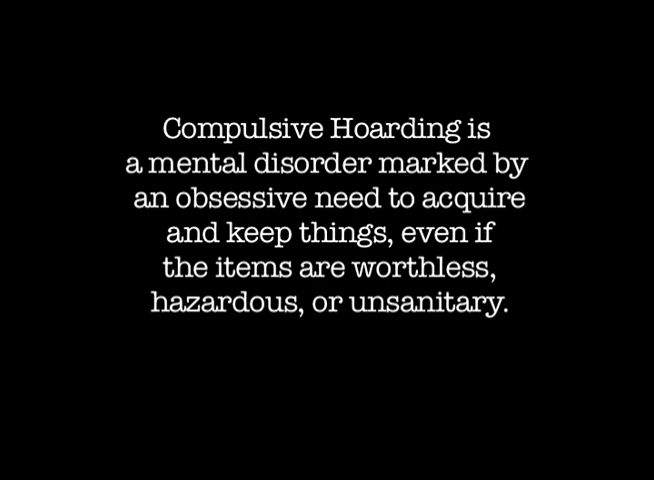 Compulsive Hoarding is
a mental disorder marked by
an obsessive need to acquire
and keep things, even if
the items are worthless,
hazardous, or unsanitary.